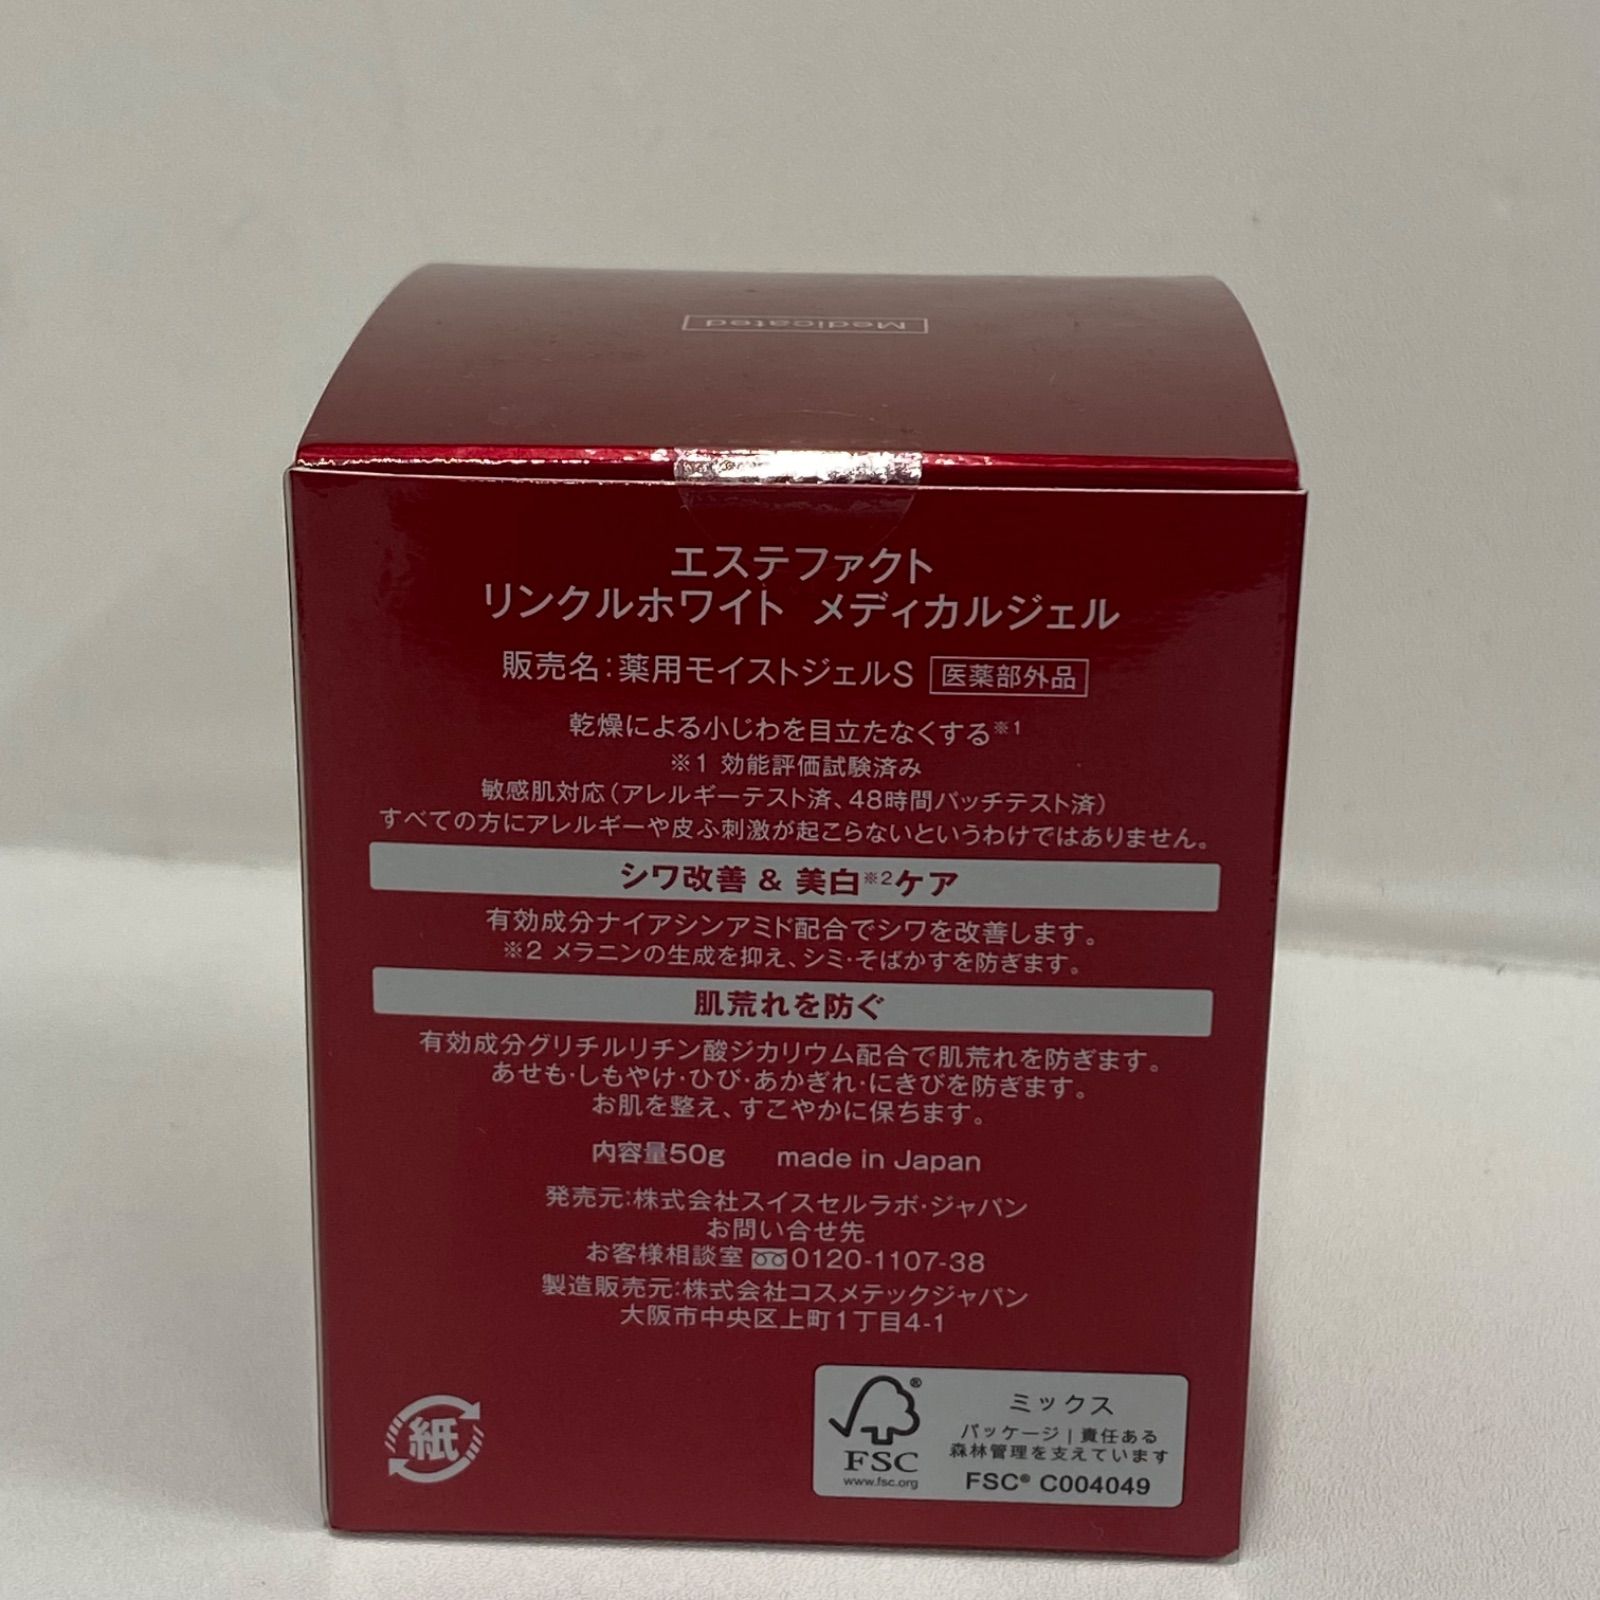 Medicated
エステファクト
リンクルホワイト メディカルジェル
販売名:薬用モイストジェルS 医薬部外品
乾燥による小じわを目立たなくする※1
※1 効能評価試験済み
敏感肌対応(アレルギーテスト済、48時間パッチテスト済)
すべての方にアレルギーや皮ふ刺激が起こらないというわけではありません。
シワ改善 & 美白※2ケア
有効成分ナイアシンアミド配合でシワを改善します。
※2 メラニンの生成を抑え、シミ・そばかすを防ぎます。
肌荒れを防ぐ
有効成分グリチルリチン酸ジカリウム配合で肌荒れを防ぎます。
あせも・しもやけ・ひび・あかぎれ・にきびを防ぎます。
お肌を整え、すこやかに保ちます。
内容量50g made in Japan
発売元:株式会社スイスセルラボ・ジャパン
お問い合せ先
お客様相談室 0120-1107-38
製造販売元:株式会社コスメテックジャパン
大阪市中央区上町1丁目4-1
紙
FSC®
www.fsc.org
ミックス
パッケージ | 責任ある
森林管理を支えています
FSC® C004049